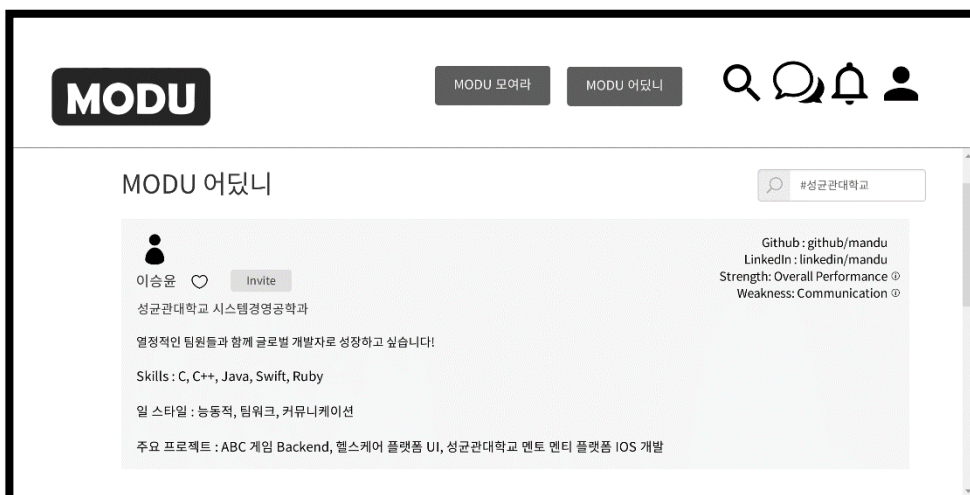 MODU
MODU 모여라
MODU 어딨니
MODU 어딨니
#성균관대학교
이승윤
Invite
성균관대학교 시스템경영공학과
열정적인 팀원들과 함께 글로벌 개발자로 성장하고 싶습니다!
Skills : C, C++, Java, Swift, Ruby
일 스타일 : 능동적, 팀워크, 커뮤니케이션
주요 프로젝트 : ABC 게임 Backend, 헬스케어 플랫폼 UI, 성균관대학교 멘토 멘티 플랫폼 IOS 개발
Github : github/mandu
LinkedIn : linkedin/mandu
Strength: Overall Performance
Weakness: Communication